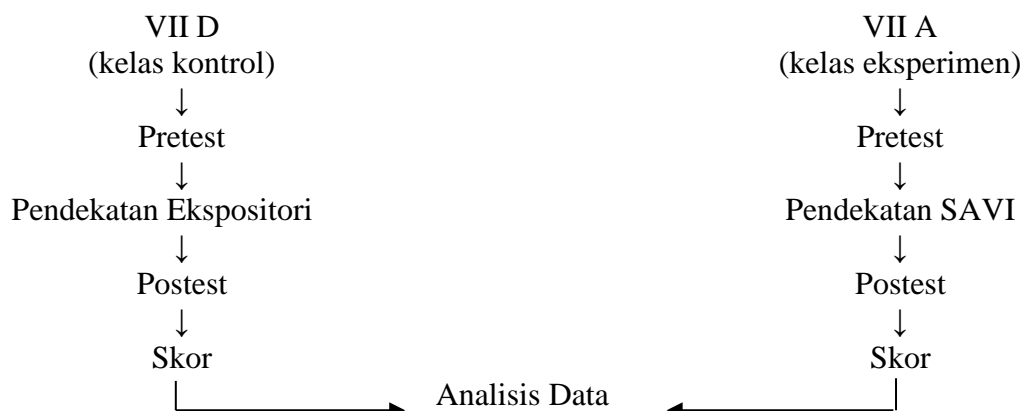 VII D
(kelas kontrol)
↓
Pretest
↓
Pendekatan Ekspositori
↓
Postest
↓
Skor
VII A
(kelas eksperimen)
↓
Pretest
↓
Pendekatan SAVI
↓
Postest
↓
Skor
Analisis Data